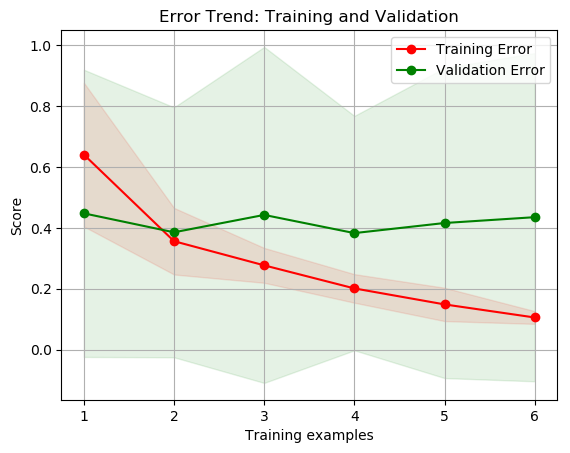 Error Trend: Training and Validation
Training Error
Validation Error
1.0
0.8
0.6
0.4
0.2
0.0
Score
1 2 3 4 5 6
Training examples